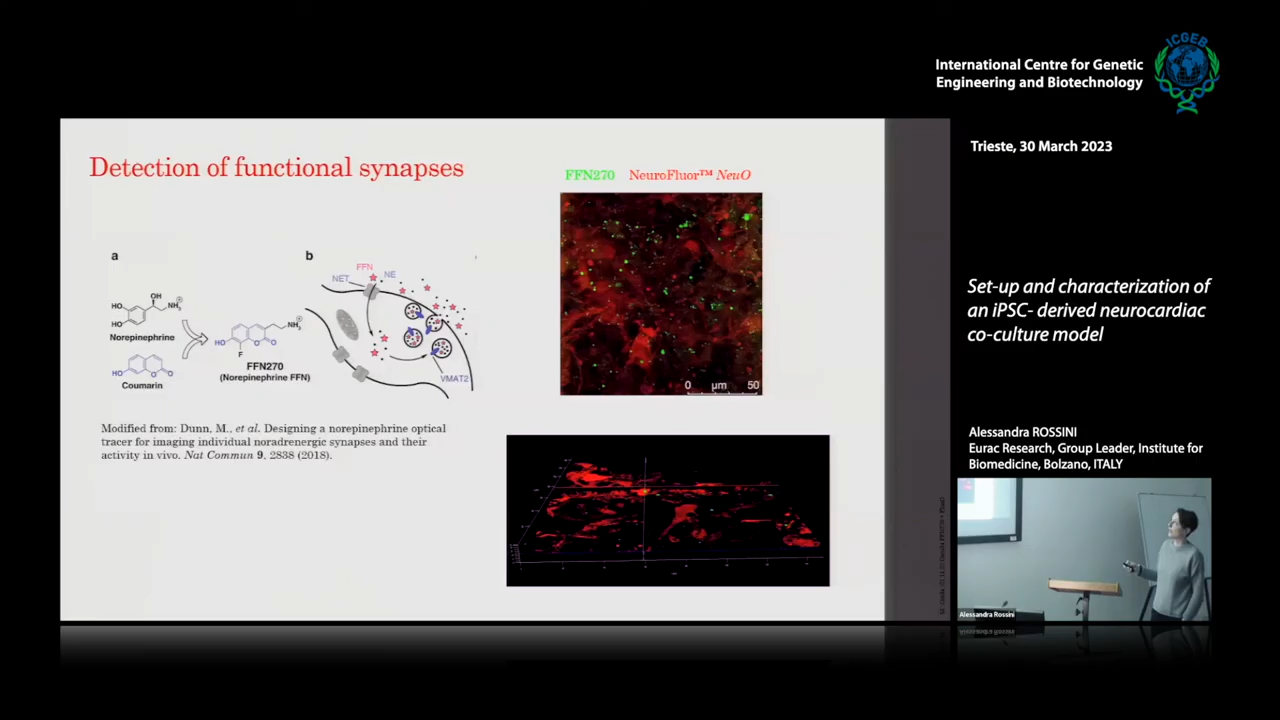 ICGEB
International Centre for Genetic
Engineering and Biotechnology
Trieste, 30 March 2023
Detection of functional synapses
FFN270 NeuroFluor™ NeuO
a
b
FFN
NET
NE
OH
HO
NH3
HO
Norepinephrine
HO
O
O
Coumarin
NH3
HO
O
O
F
FFN270
(Norepinephrine FFN)
VMAT2
0 µm 50
Modified from: Dunn, M., et al. Designing a norepinephrine optical
tracer for imaging individual noradrenergic synapses and their
activity in vivo. Nat Commun 9, 2838 (2018).
Set-up and characterization of
an iPSC- derived neurocardiac
co-culture model
Alessandra ROSSINI
Eurac Research, Group Leader, Institute for
Biomedicine, Bolzano, ITALY
Alessandra Rossini